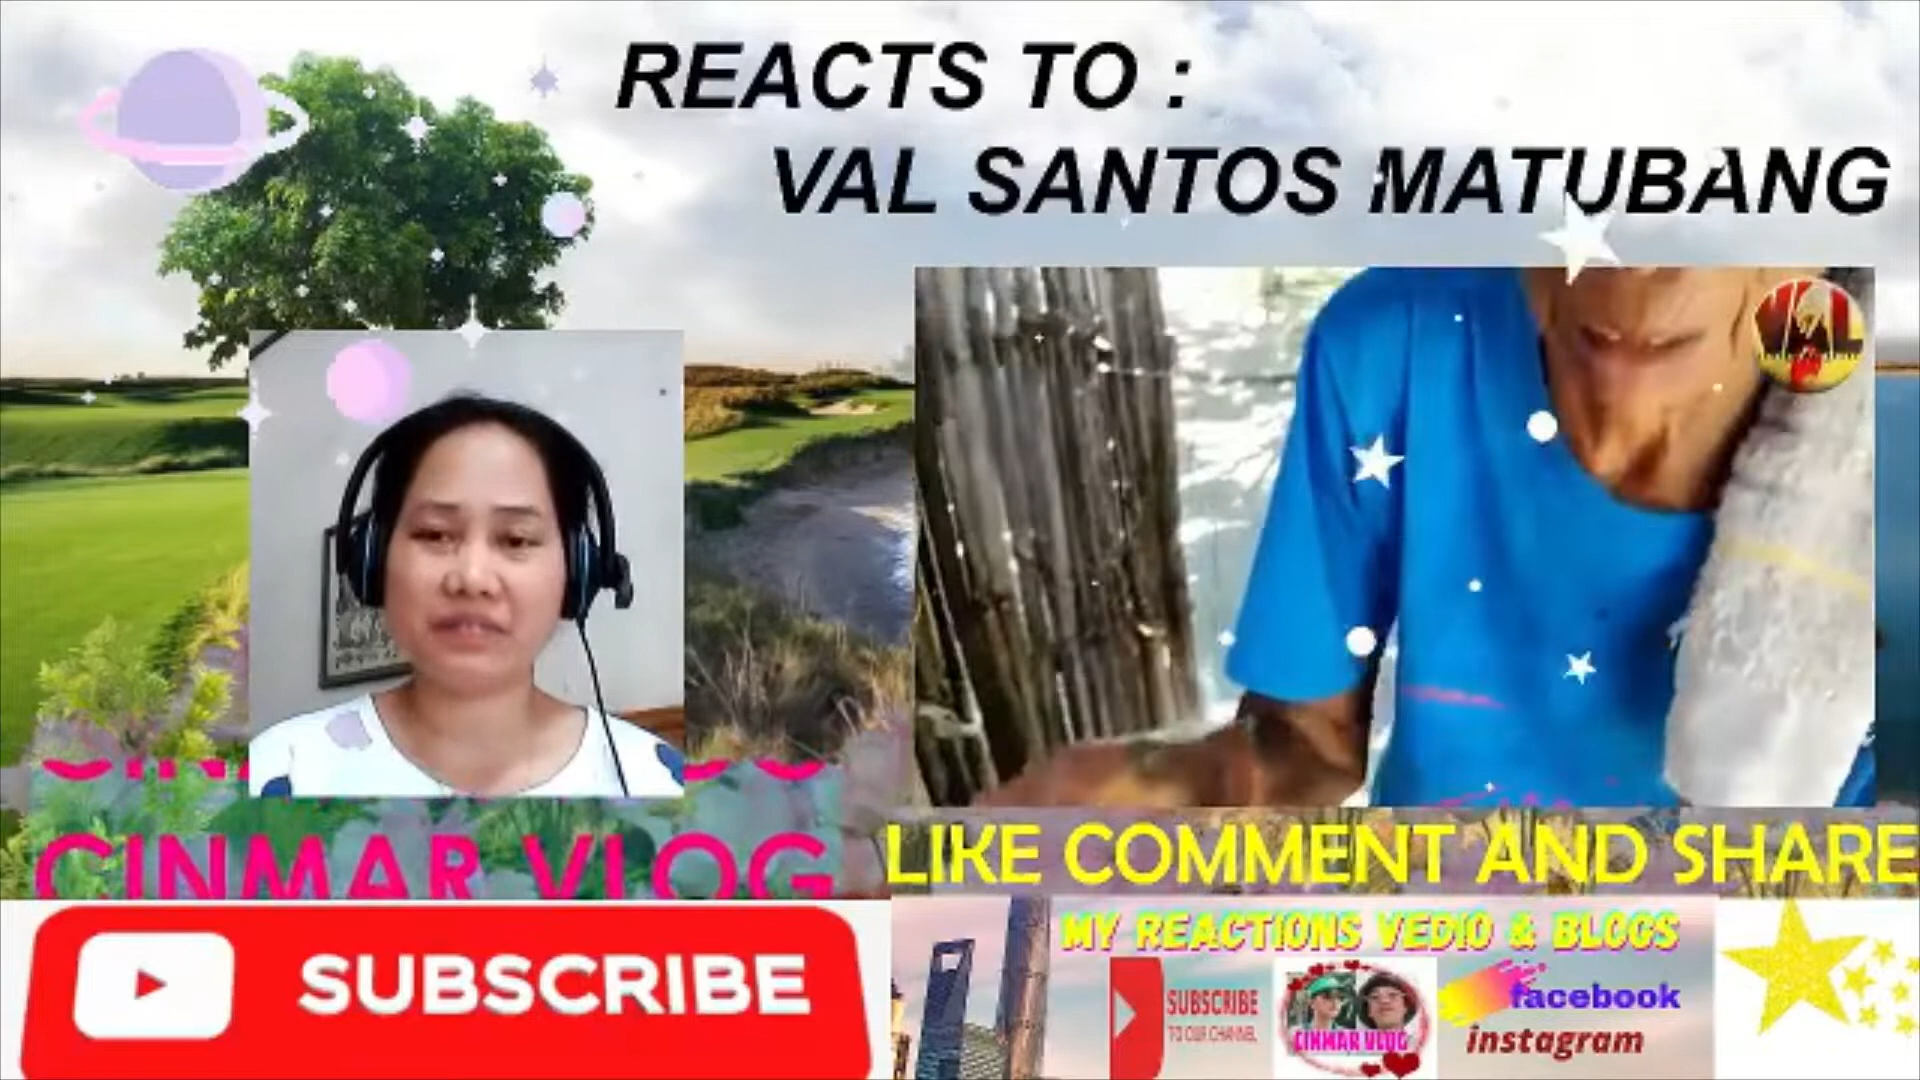 REACTS TO :
VAL SANTOS MATUBANG
VAL
CINMAR VLOG
LIKE COMMENT AND SHARE
SUBSCRIBE
MY REACTIONS VEDIO & BLOGS
SUBSCRIBE
TO OUR CHANNEL
CINMAR VLOG
facebook
instagram